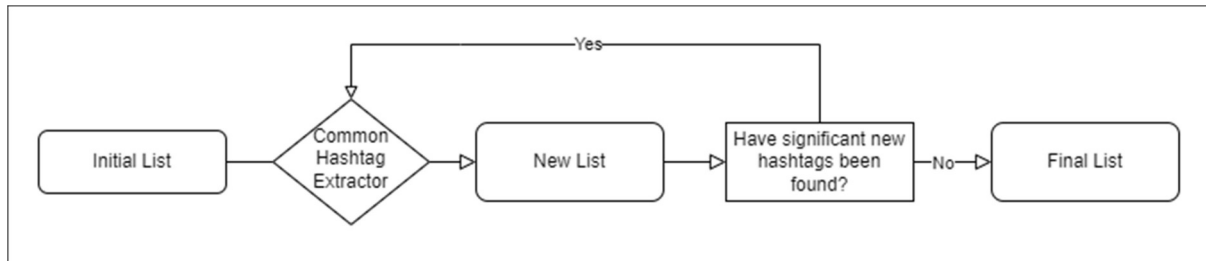 Yes
Initial List
Common
Hashtag
Extractor
New List
Have significant new
hashtags been
found?
No
Final List